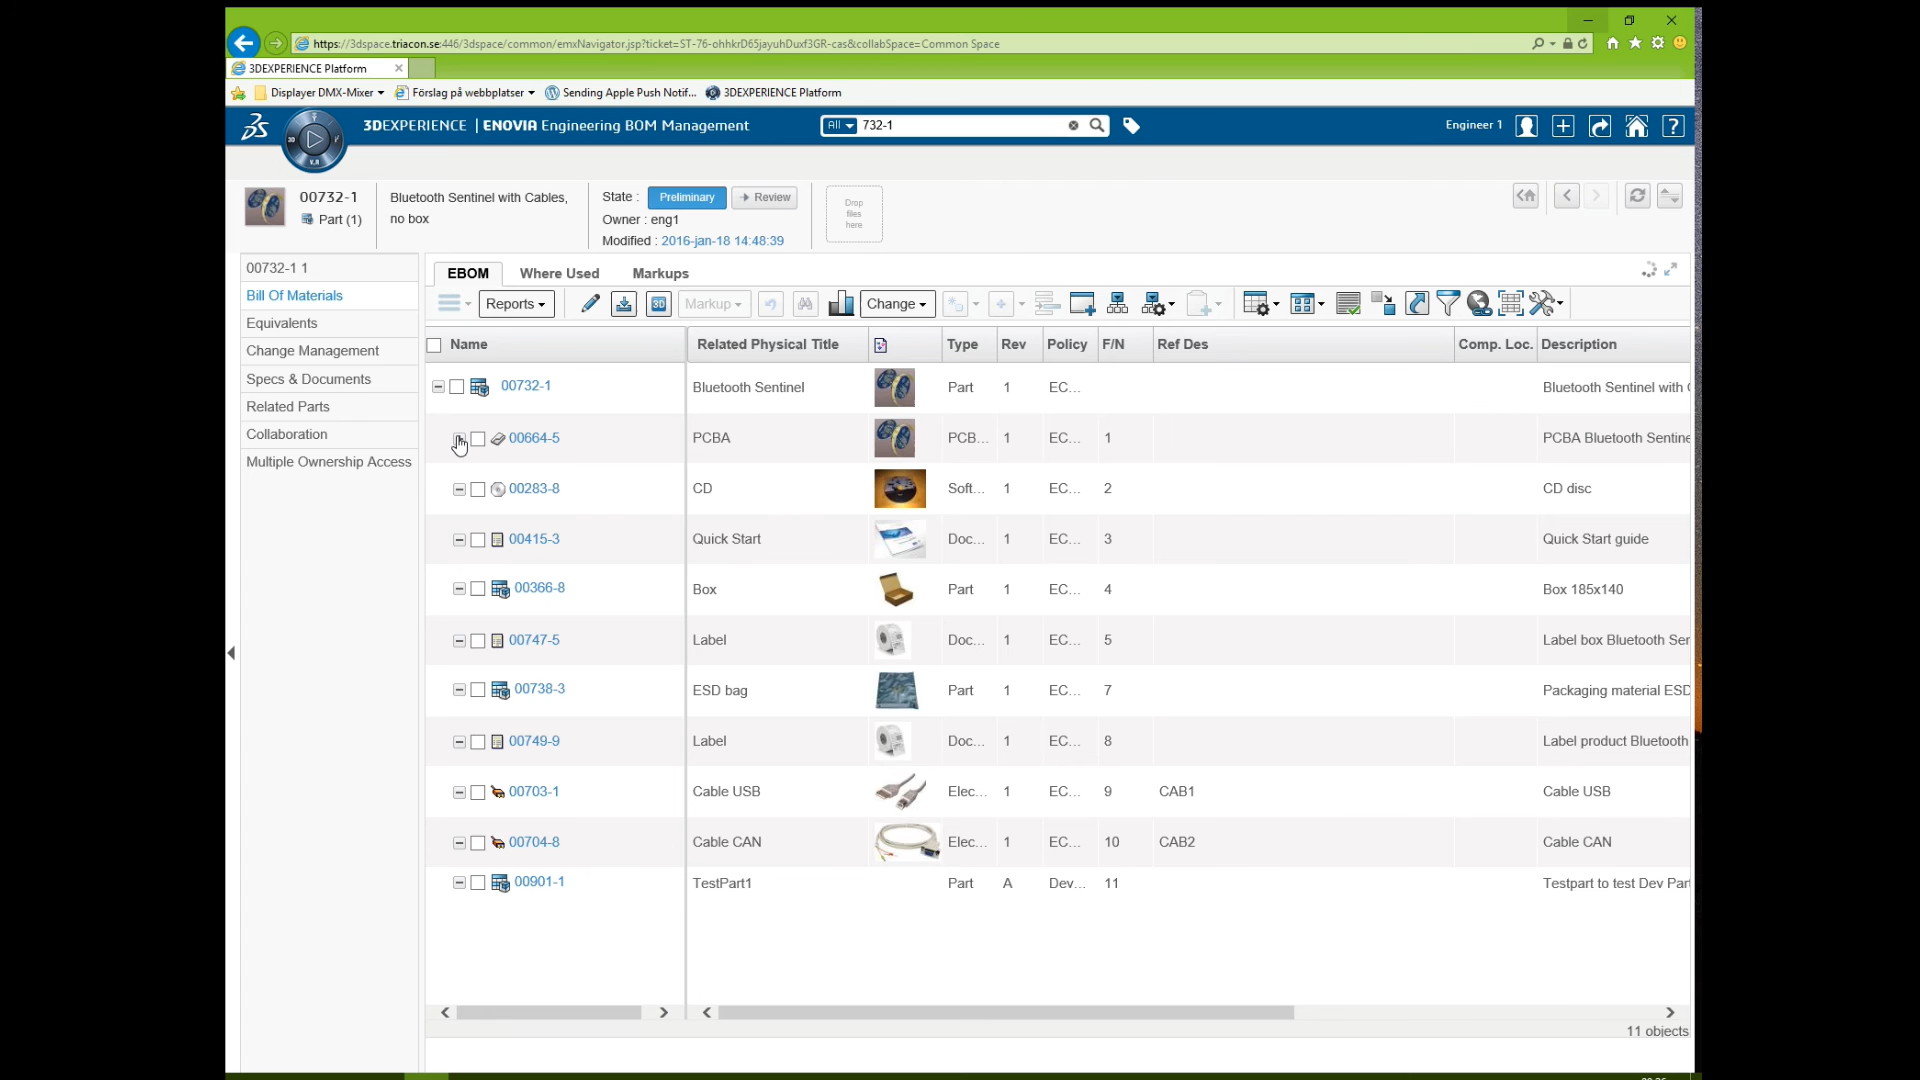 https://3dspace.triacon.se:446/3dspace/common/emxNavigator.jsp?ticket=ST-76-ohhkrD65jayuhDuxf3GR-cas&collabSpace=Common Space
3DEXPERIENCE Platform
Displayer DMX-Mixer
Förslag på webbplatser
Sending Apple Push Notif...
3DEXPERIENCE Platform
3DEXPERIENCE | ENOVIA Engineering BOM Management
All
732-1
Engineer 1
3D
V.R
00732-1
Part (1)
Bluetooth Sentinel with Cables,
no box
State :
Preliminary
Review
Owner : eng1
Modified : 2016-jan-18 14:48:39
Drop
files
here
00732-1 1
Bill Of Materials
Equivalents
Change Management
Specs & Documents
Related Parts
Collaboration
Multiple Ownership Access
EBOM Where Used Markups
Reports
3D
Markup
Change
Name Related Physical Title Type Rev Policy F/N Ref Des Comp. Loc. Description
00732-1 Bluetooth Sentinel Part 1 EC... Bluetooth Sentinel with
00664-5 PCBA PCB... 1 EC... 1 PCBA Bluetooth Sentine
00283-8 CD Soft... 1 EC... 2 CD disc
00415-3 Quick Start Doc... 1 EC... 3 Quick Start guide
00366-8 Box Part 1 EC... 4 Box 185x140
00747-5 Label Doc... 1 EC... 5 Label box Bluetooth Ser
00738-3 ESD bag Part 1 EC... 7 Packaging material ESD
00749-9 Label Doc... 1 EC... 8 Label product Bluetooth
00703-1 Cable USB Elec... 1 EC... 9 CAB1 Cable USB
00704-8 Cable CAN Elec... 1 EC... 10 CAB2 Cable CAN
00901-1 TestPart1 Part A Dev... 11 Testpart to test Dev Part
11 objects